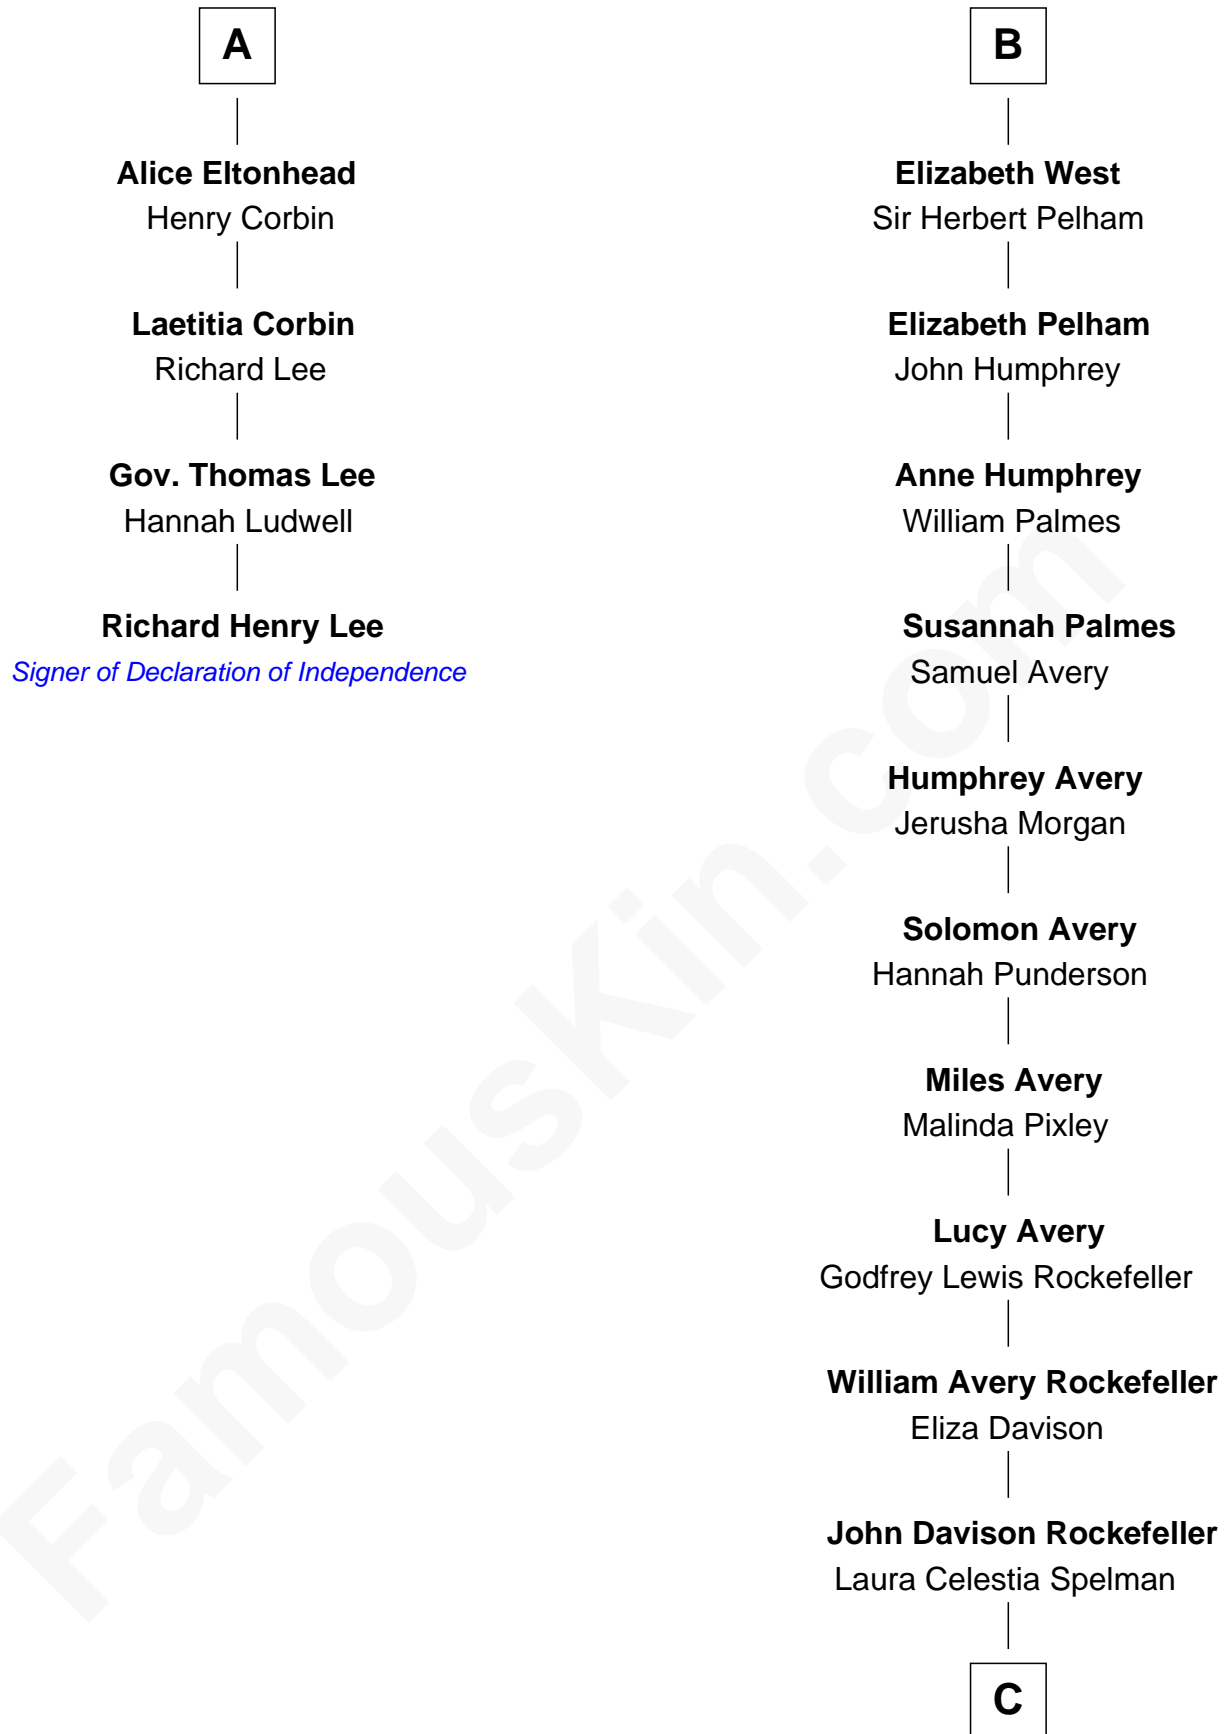 A
Alice Eltonhead
Henry Corbin
Laetitia Corbin
Richard Lee
Gov. Thomas Lee
Hannah Ludwell
Richard Henry Lee
Signer of Declaration of Independence
B
Elizabeth West
Sir Herbert Pelham
Elizabeth Pelham
John Humphrey
Anne Humphrey
William Palmes
Susannah Palmes
Samuel Avery
Humphrey Avery
Jerusha Morgan
Solomon Avery
Hannah Punderson
Miles Avery
Malinda Pixley
Lucy Avery
Godfrey Lewis Rockefeller
William Avery Rockefeller
Eliza Davison
John Davison Rockefeller
Laura Celestia Spelman
C
FamousKin.com